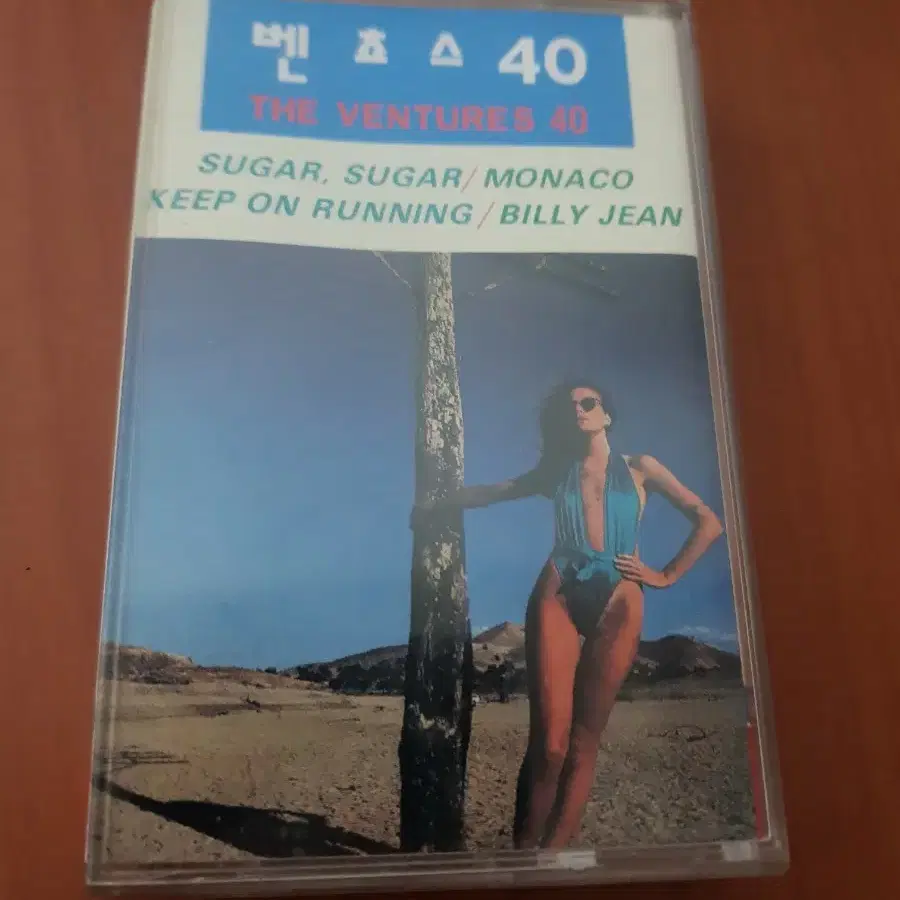 벤 쵸 스 40
THE VENTURES 40
SUGAR, SUGAR/MONACO
KEEP ON RUNNING/BILLY JEAN